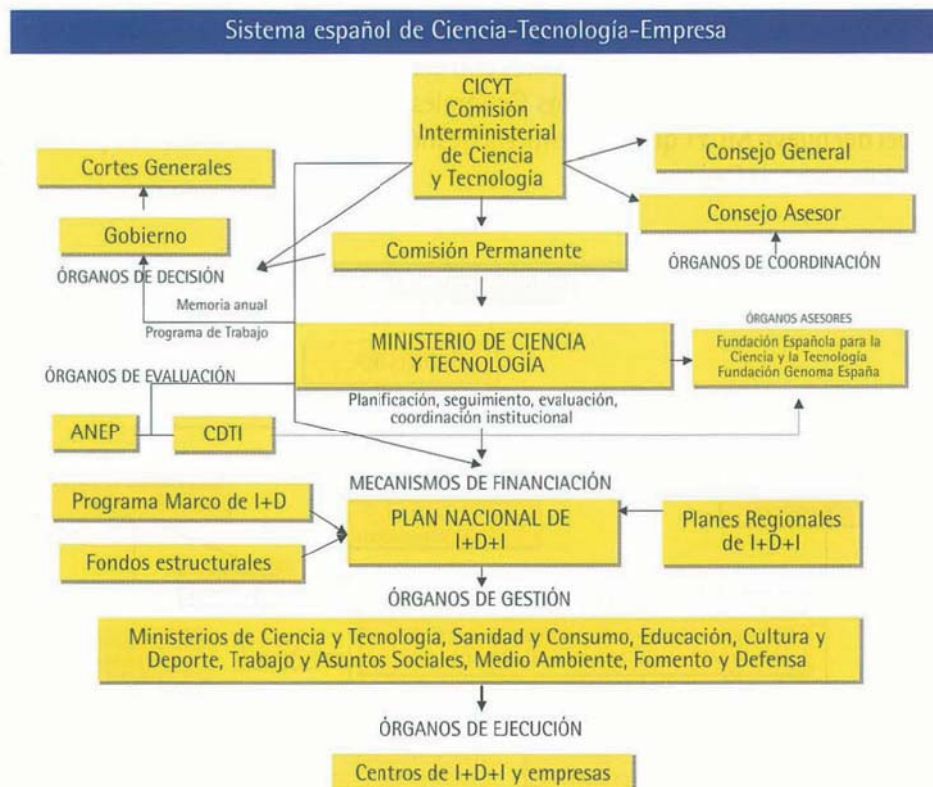 Sistema español de Ciencia-Tecnología-Empresa
CICYT
Comisión
Interministerial
de Ciencia
y Tecnología
Cortes Generales
Consejo General
Gobierno
Consejo Asesor
Comisión Permanente
ÓRGANOS DE DECISIÓN
ÓRGANOS DE COORDINACIÓN
Memoria anual
Programa de Trabajo
MINISTERIO DE CIENCIA
Y TECNOLOGÍA
ÓRGANOS ASESORES
Fundación Española para la
Ciencia y la Tecnología
Fundación Genoma España
ÓRGANOS DE EVALUACIÓN
Planificación, seguimiento, evaluación,
coordinación institucional
ANEP
CDTI
MECANISMOS DE FINANCIACIÓN
Programa Marco de I+D
Fondos estructurales
PLAN NACIONAL DE
I+D+I
Planes Regionales
de I+D+I
ÓRGANOS DE GESTIÓN
Ministerios de Ciencia y Tecnología, Sanidad y Consumo, Educación, Cultura y
Deporte, Trabajo y Asuntos Sociales, Medio Ambiente, Fomento y Defensa
ÓRGANOS DE EJECUCIÓN
Centros de I+D+I y empresas